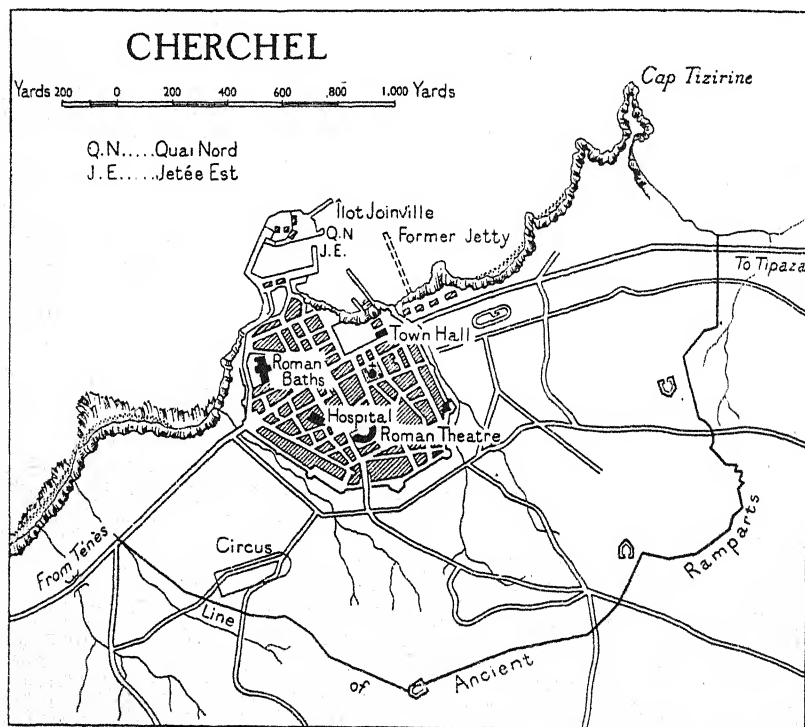 CHERCHEL
Yards 200 0 200 400 600 800 1.000 Yards
Q.N.....Quai Nord
J.E.....Jetée Est
Cap Tizirine
Îlot Joinville
Q.N
J.E.
Former Jetty
To Tipaza
Town Hall
Roman
Baths
Hospital
Roman Theatre
From Ténès
Circus
Line of Ancient Ramparts